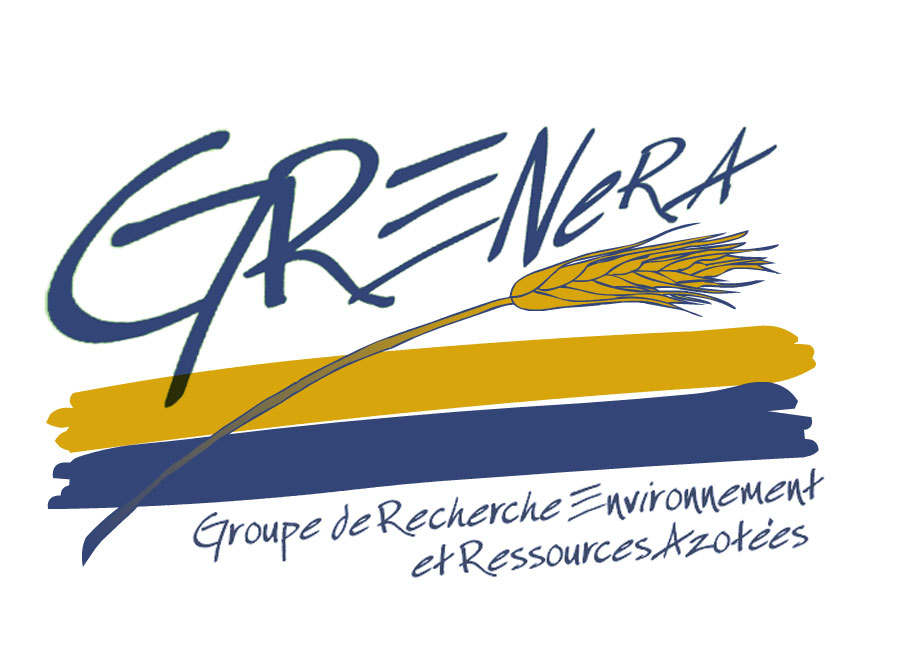 GRENeRA
Groupe de Recherche Environnement
et Ressources Azotées